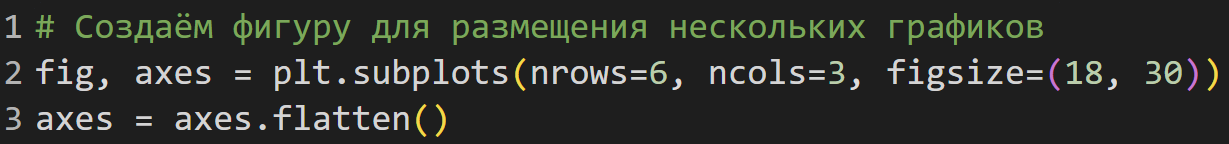 1 # Создаём фигуру для размещения нескольких графиков
2 fig, axes = plt.subplots(nrows=6, ncols=3, figsize=(18, 30))
3 axes = axes.flatten()